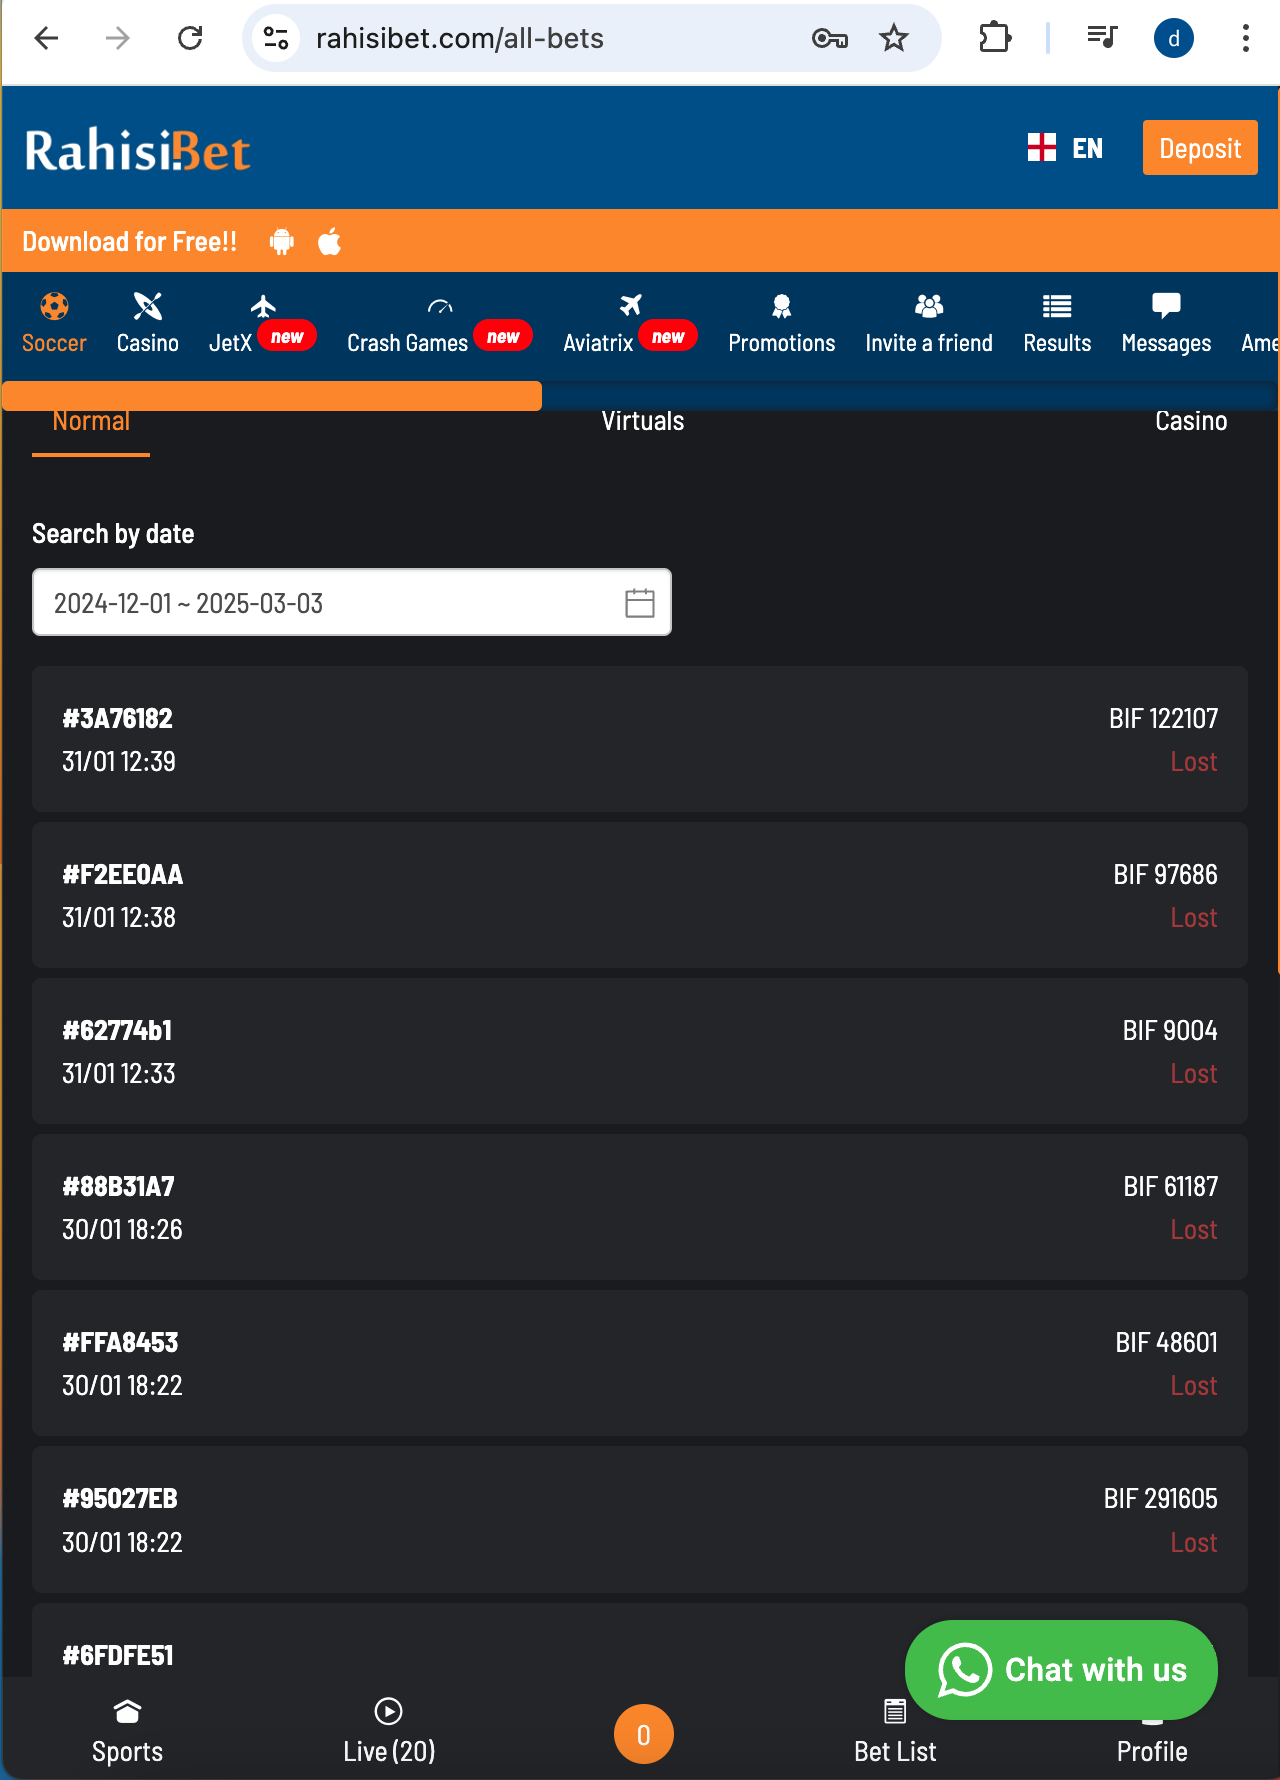 rahisibet.com/all-bets
d
RahisiBet
EN
Deposit
Download for Free!!
Soccer
Casino
JetX new
Crash Games new
Aviatrix new
Promotions
Invite a friend
Results
Messages
Ame
Normal
Virtuals
Casino
Search by date
2024-12-01 ~ 2025-03-03
#3A76182
BIF 122107
31/01 12:39
Lost
#F2EE0AA
BIF 97686
31/01 12:38
Lost
#62774b1
BIF 9004
31/01 12:33
Lost
#88B31A7
BIF 61187
30/01 18:26
Lost
#FFA8453
BIF 48601
30/01 18:22
Lost
#95027EB
BIF 291605
30/01 18:22
Lost
#6FDFE51
Chat with us
Sports
Live (20)
0
Bet List
Profile